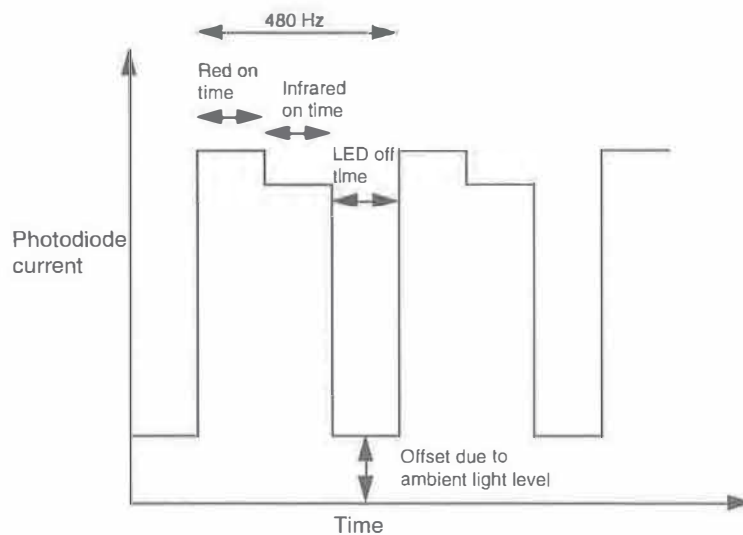 480 Hz
Red on
time
Infrared
on time
LED off
time
Photodiode
current
Offset due to
ambient light level
Time